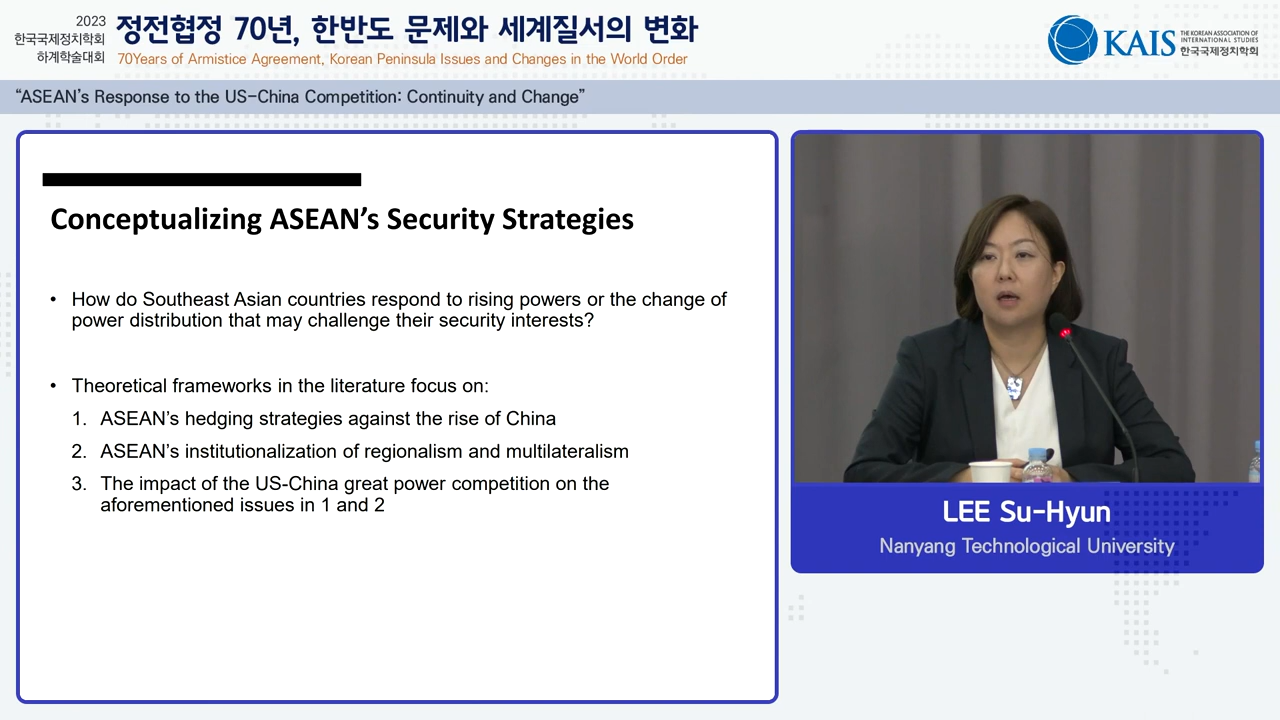 2023
한국국제정치학회
하계학술대회
정전협정 70년, 한반도 문제와 세계질서의 변화
70Years of Armistice Agreement, Korean Peninsula Issues and Changes in the World Order
KAIS
THE KOREAN ASSOCIATION OF
INTERNATIONAL STUDIES
한국국제정치학회
“ASEAN’s Response to the US-China Competition: Continuity and Change”
Conceptualizing ASEAN’s Security Strategies
• How do Southeast Asian countries respond to rising powers or the change of
power distribution that may challenge their security interests?
• Theoretical frameworks in the literature focus on:
1. ASEAN’s hedging strategies against the rise of China
2. ASEAN’s institutionalization of regionalism and multilateralism
3. The impact of the US-China great power competition on the
aforementioned issues in 1 and 2
LEE Su-Hyun
Nanyang Technological University